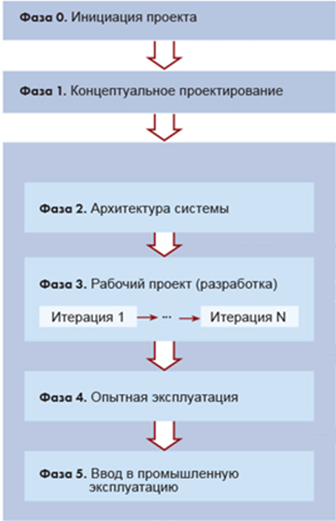 Фаза 0. Инициация проекта
Фаза 1. Концептуальное проектирование
Фаза 2. Архитектура системы
Фаза 3. Рабочий проект (разработка)
Итерация 1 ... Итерация N
Фаза 4. Опытная эксплуатация
Фаза 5. Ввод в промышленную
эксплуатацию